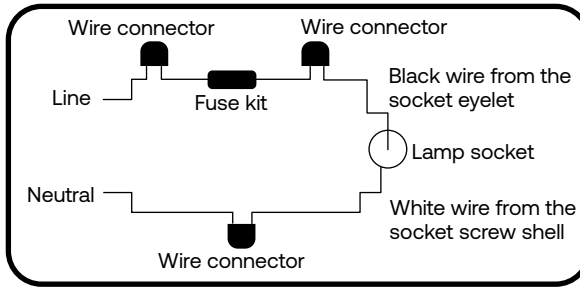 Wire connector
Wire connector
Black wire from the
socket eyelet
Line
Fuse kit
Lamp socket
Neutral
White wire from the
socket screw shell
Wire connector